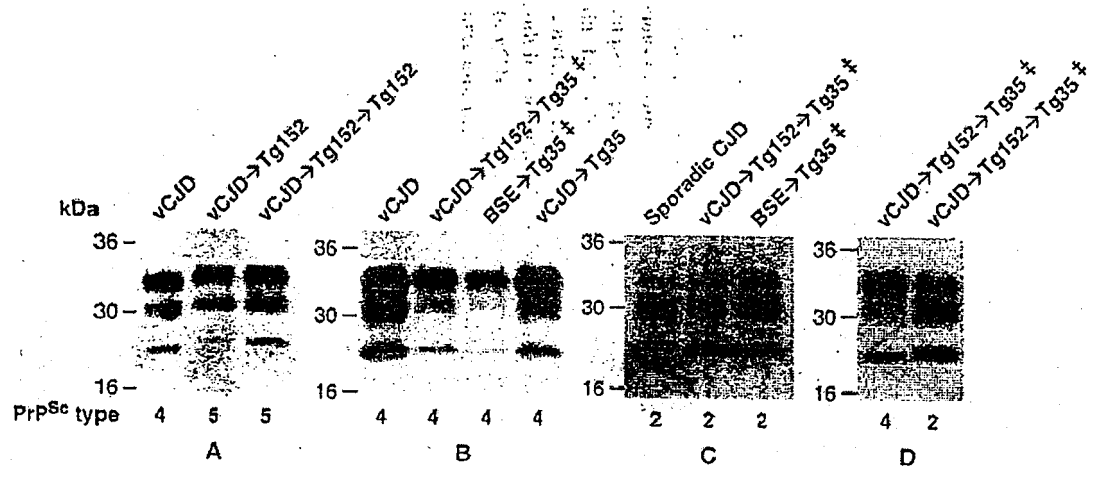 kDa
36
30
16
vCJD
vCJD→Tg152
vCJD→Tg152→Tg152
36
30
16
vCJD
vCJD→Tg152→Tg35 ‡
BSE→Tg35 ‡
vCJD→Tg35
36
30
16
Sporadic CJD
vCJD→Tg152→Tg35 ‡
BSE→Tg35 ‡
36
30
16
vCJD→Tg152→Tg35 ‡
vCJD→Tg152→Tg35 ‡
PrPSc type 4 5 5 4 4 4 4 2 2 2 4 2
A B C D